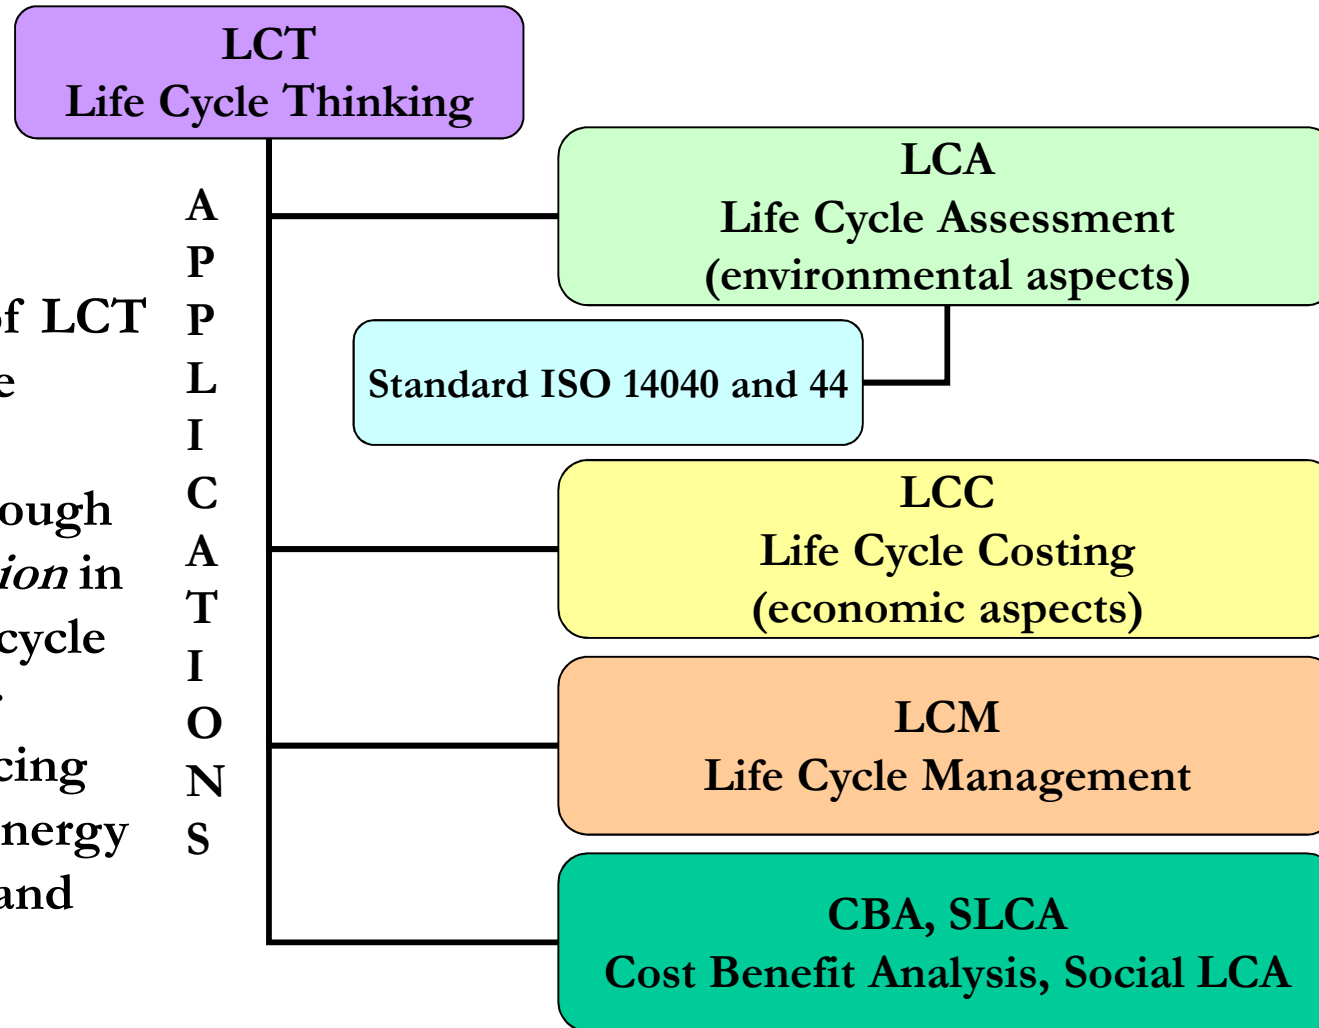 LCT
Life Cycle Thinking
of LCT
e
ough
ion in
cycle
cing
nergy
and
A
P
P
L
I
C
A
T
I
O
N
S
LCA
Life Cycle Assessment
(environmental aspects)
Standard ISO 14040 and 44
LCC
Life Cycle Costing
(economic aspects)
LCM
Life Cycle Management
CBA, SLCA
Cost Benefit Analysis, Social LCA